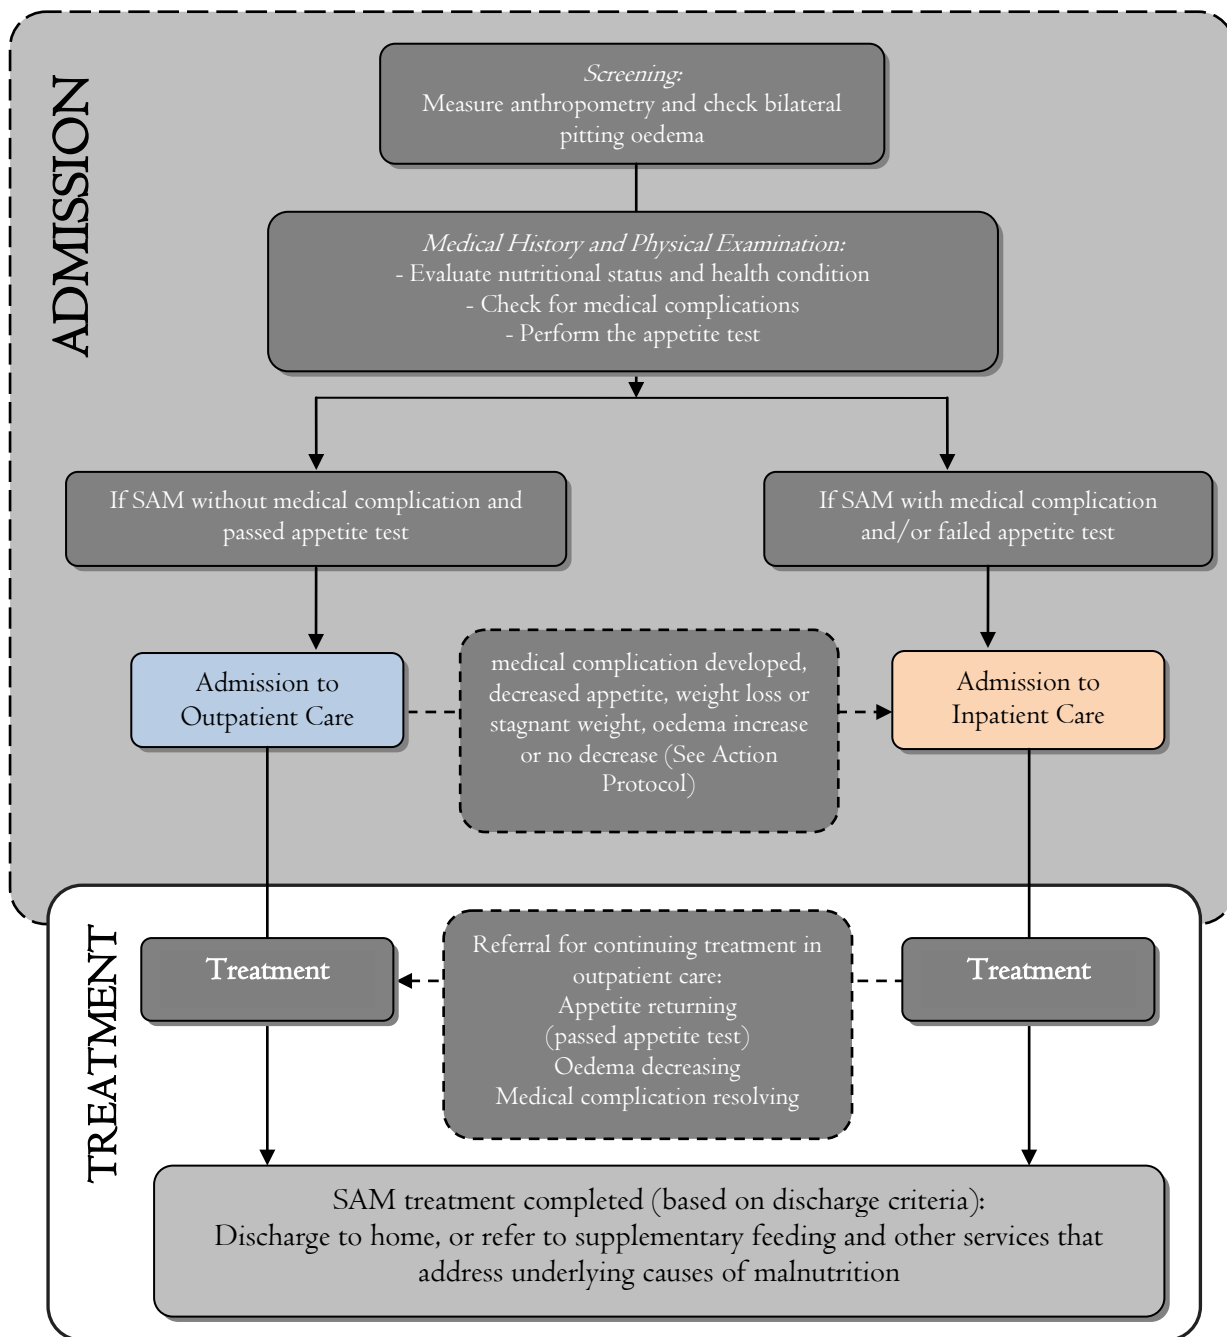 ADMISSION
Screening:
Measure anthropometry and check bilateral
pitting oedema
Medical History and Physical Examination:
- Evaluate nutritional status and health condition
- Check for medical complications
- Perform the appetite test
If SAM without medical complication and
passed appetite test
If SAM with medical complication
and/or failed appetite test
Admission to
Outpatient Care
medical complication developed,
decreased appetite, weight loss or
stagnant weight, oedema increase
or no decrease (See Action
Protocol)
Admission to
Inpatient Care
TREATMENT
Treatment
Referral for continuing treatment in
outpatient care:
Appetite returning
(passed appetite test)
Oedema decreasing
Medical complication resolving
Treatment
SAM treatment completed (based on discharge criteria):
Discharge to home, or refer to supplementary feeding and other services that
address underlying causes of malnutrition